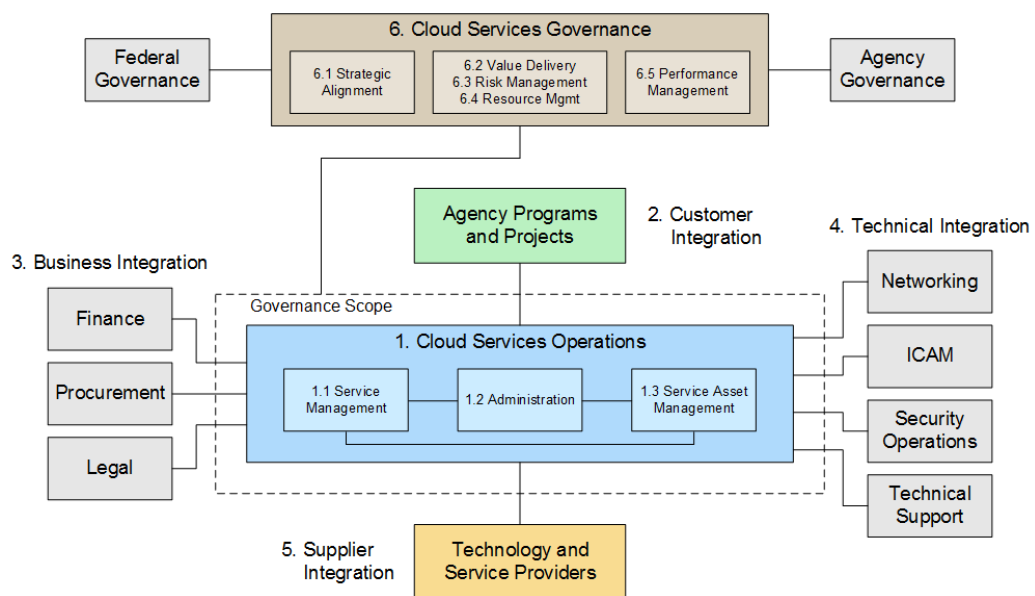 6. Cloud Services Governance
Federal
Governance
6.1 Strategic
Alignment
6.2 Value Delivery
6.3 Risk Management
6.4 Resource Mgmt
6.5 Performance
Management
Agency
Governance
Agency Programs
and Projects
2. Customer
Integration
4. Technical Integration
3. Business Integration
Governance Scope
Finance
Procurement
Legal
1. Cloud Services Operations
1.1 Service
Management
1.2 Administration
1.3 Service Asset
Management
Networking
ICAM
Security
Operations
Technical
Support
5. Supplier
Integration
Technology and
Service Providers